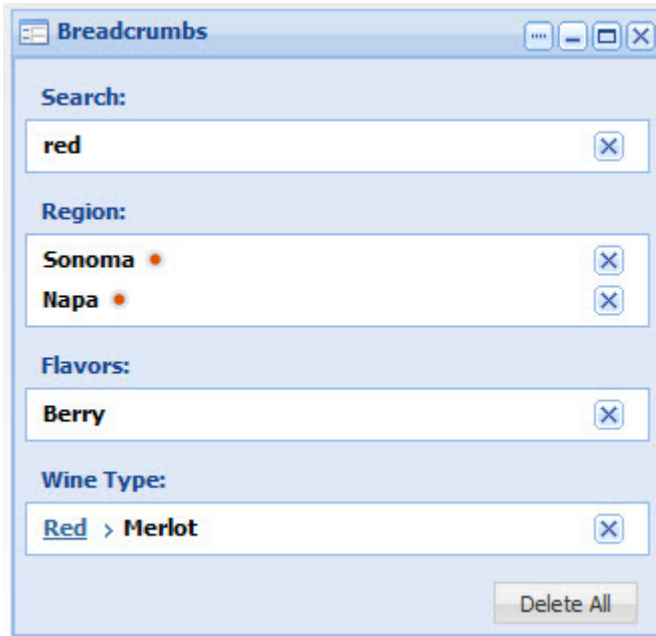 Breadcrumbs
Search:
red
Region:
Sonoma
Napa
Flavors:
Berry
Wine Type:
Red > Merlot
Delete All